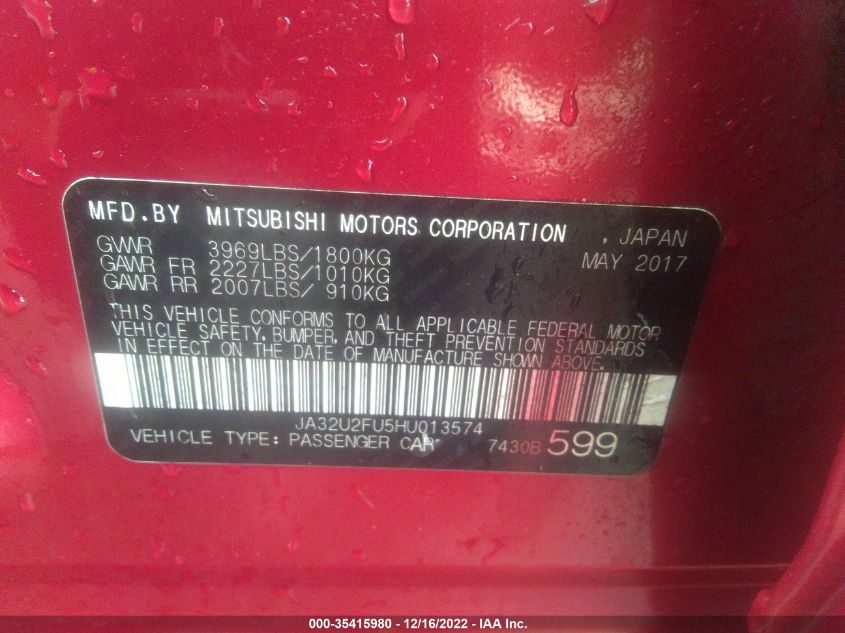 MFD.BY MITSUBISHI MOTORS CORPORATION , JAPAN
GVWR 3969LBS/1800KG MAY 2017
GAWR FR 2227LBS/1010KG
GAWR RR 2007LBS/ 910KG
THIS VEHICLE CONFORMS TO ALL APPLICABLE FEDERAL MOTOR
VEHICLE SAFETY, BUMPER, AND THEFT PREVENTION STANDARDS
IN EFFECT ON THE DATE OF MANUFACTURE SHOWN ABOVE.
JA32U2FU5HU013574
VEHICLE TYPE: PASSENGER CAR 7430B 599
000-35415980 - 12/16/2022 - IAA Inc.